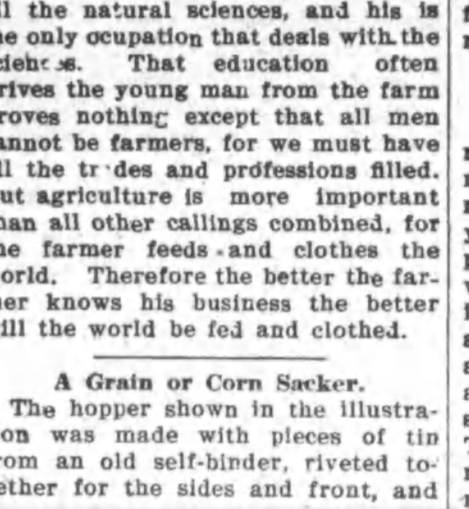 ll the natural sciences, and his is
he only ocupation that deals with the
That education often
rives the young man from the farm
roves nothing except that all men
annot be farmers, for we must have
ll the tr des and professions filled.
ut agriculture is more important
han all other callings combined, for
he farmer feeds and clothes the
orld. Therefore the better the far-
mer knows his business the better
ill the world be fed and clothed.
A Grain or Corn Sacker.
The hopper shown in the illustra-
ion was made with pieces of tin
rom an old self-binder, riveted to-
ether for the sides and front, and